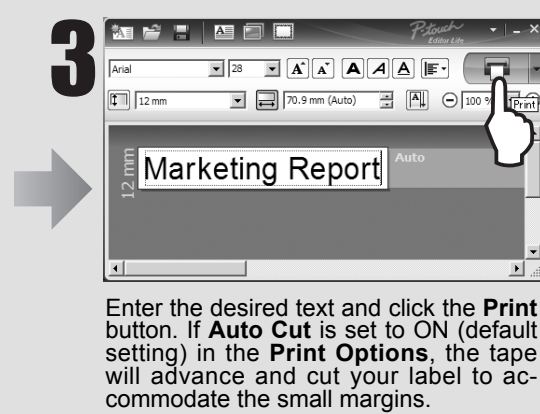 3
P-touch
Editor Lite
Arial 28 A A A A A
12 mm 70.9 mm (Auto) A 100 %
Print
12 mm
Marketing Report
Auto
Enter the desired text and click the Print
button. If Auto Cut is set to ON (default
setting) in the Print Options, the tape
will advance and cut your label to ac-
commodate the small margins.